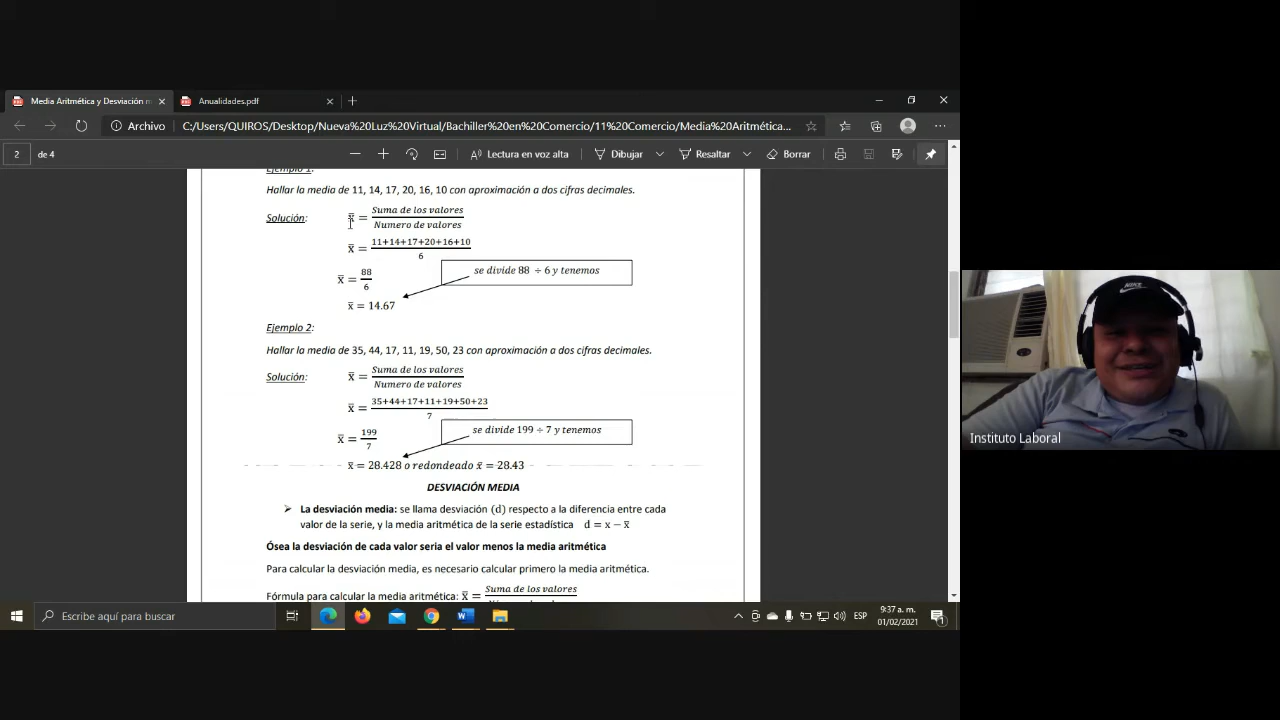 Media Aritmética y Desviación m
Anualidades.pdf
Archivo C:/Users/QUIROS/Desktop/Nueva%20Luz%20Virtual/Bachiller%20en%20Comercio/11%20Comercio/Media%20Aritmética...
2 de 4 Lectura en voz alta Dibujar Resaltar Borrar
Ejemplo 1:
Hallar la media de 11, 14, 17, 20, 16, 10 con aproximación a dos cifras decimales.
Solución: x̄ = Suma de los valores
Numero de valores
x̄ = 11+14+17+20+16+10
6
se divide 88 ÷ 6 y tenemos
x̄ = 88
6
x̄ = 14.67
Ejemplo 2:
Hallar la media de 35, 44, 17, 11, 19, 50, 23 con aproximación a dos cifras decimales.
Solución: x̄ = Suma de los valores
Numero de valores
x̄ = 35+44+17+11+19+50+23
7
se divide 199 ÷ 7 y tenemos
x̄ = 199
7
x̄ = 28.428 o redondeado x̄ = 28.43
DESVIACIÓN MEDIA
➢ La desviación media: se llama desviación (d) respecto a la diferencia entre cada
valor de la serie, y la media aritmética de la serie estadística d = x − x̄
Ósea la desviación de cada valor seria el valor menos la media aritmética
Para calcular la desviación media, es necesario calcular primero la media aritmética.
Fórmula para calcular la media aritmética: x̄ = Suma de los valores
Escribe aquí para buscar
ESP
9:37 a. m.
01/02/2021
1
NIKE
Instituto Laboral